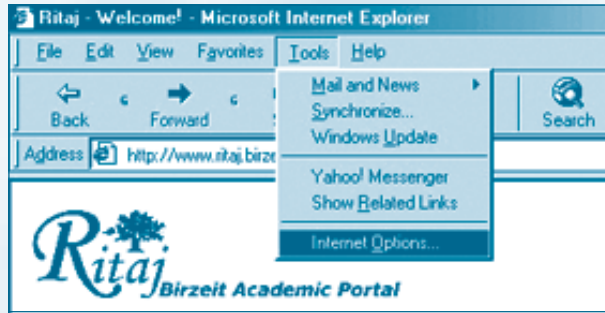 Ritaj - Welcome! - Microsoft Internet Explorer
File Edit View Favorites Tools Help
Mail and News
Synchronize...
Windows Update
Yahoo! Messenger
Show Related Links
Internet Options...
Back Forward Search
Address http://www.ritaj.birze
Ritaj
Birzeit Academic Portal